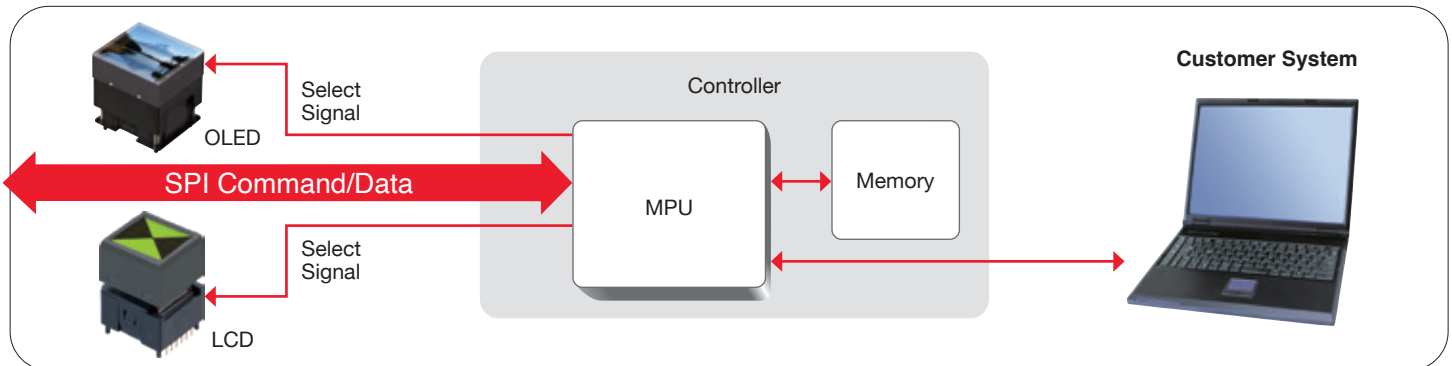 OLED
Select
Signal
SPI Command/Data
Select
Signal
LCD
Controller
MPU
Memory
Customer System